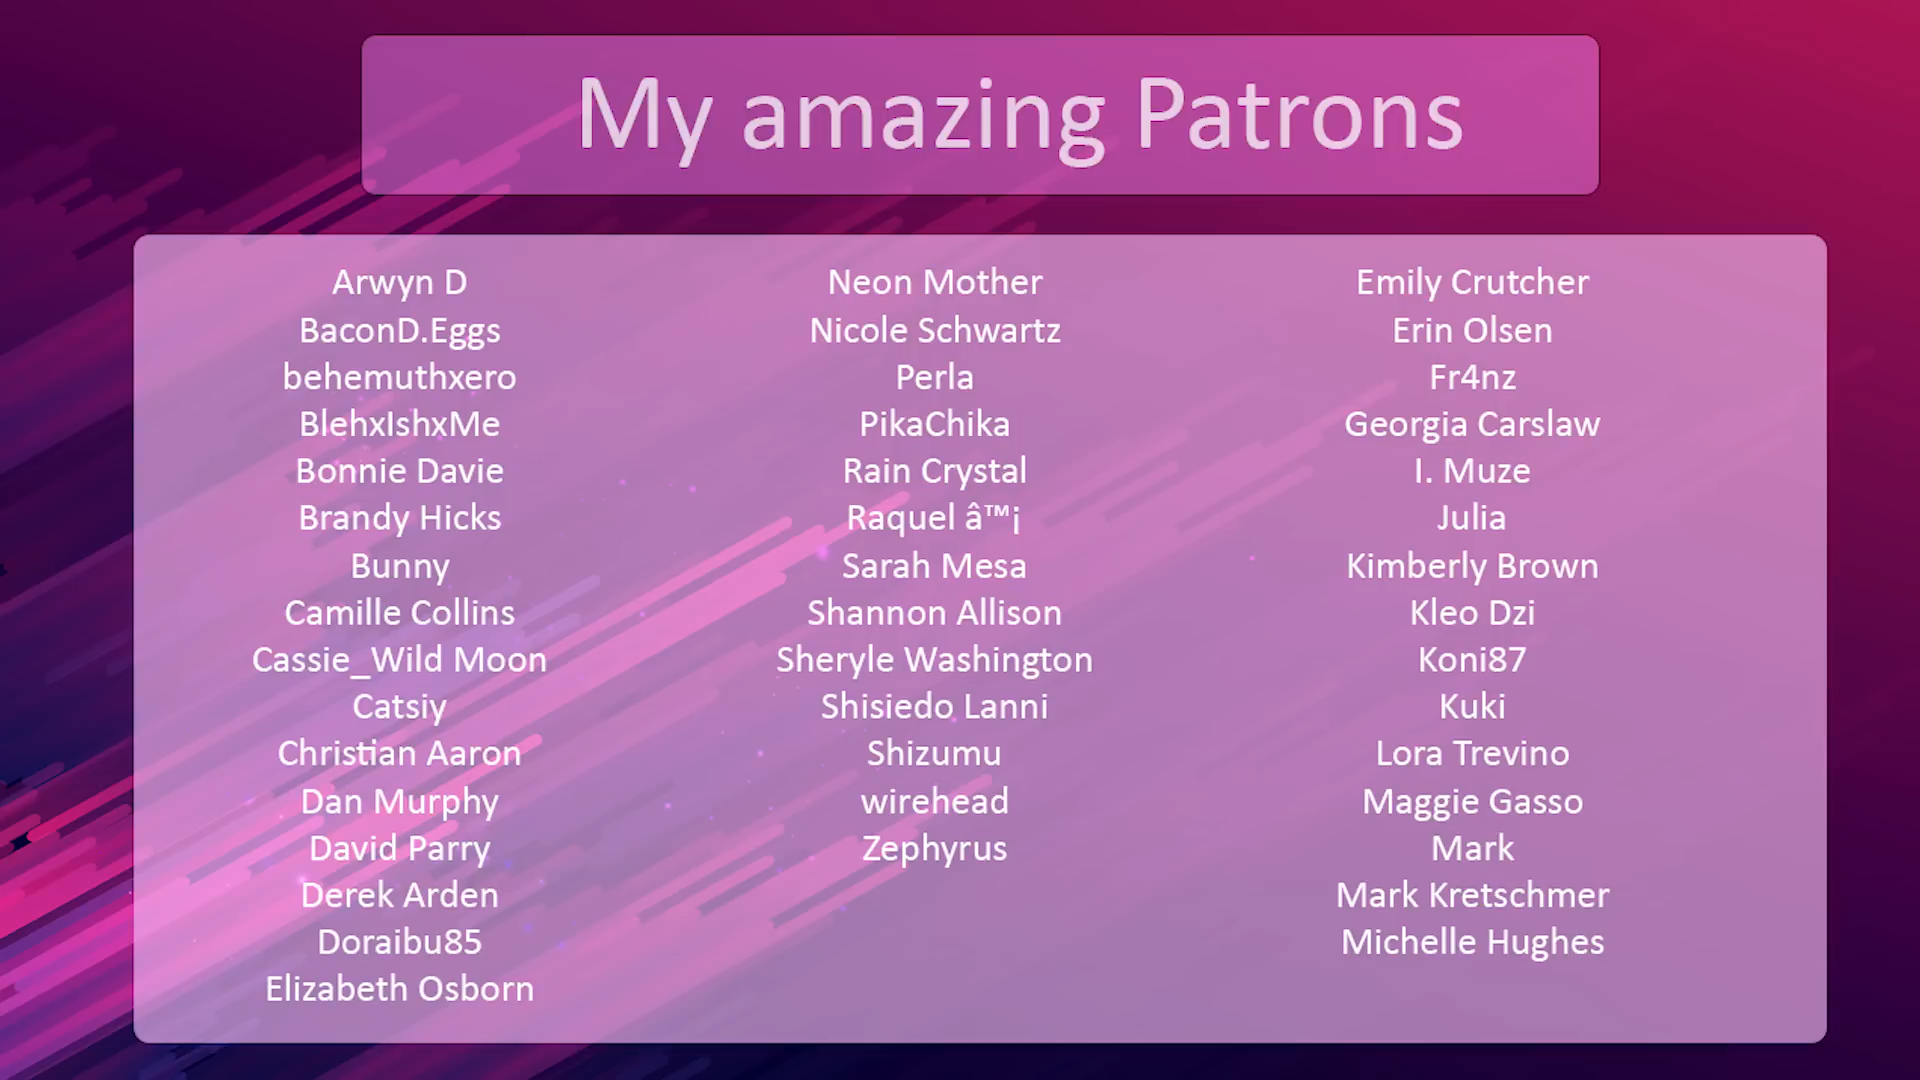 My amazing Patrons
Arwyn D
BaconD.Eggs
behemuthxero
BlehxIshxMe
Bonnie Davie
Brandy Hicks
Bunny
Camille Collins
Cassie_Wild Moon
Catsiy
Christian Aaron
Dan Murphy
David Parry
Derek Arden
Doraibu85
Elizabeth Osborn
Neon Mother
Nicole Schwartz
Perla
PikaChika
Rain Crystal
Raquel â™¡
Sarah Mesa
Shannon Allison
Sheryle Washington
Shisiedo Lanni
Shizumu
wirehead
Zephyrus
Emily Crutcher
Erin Olsen
Fr4nz
Georgia Carslaw
I. Muze
Julia
Kimberly Brown
Kleo Dzi
Koni87
Kuki
Lora Trevino
Maggie Gasso
Mark
Mark Kretschmer
Michelle Hughes